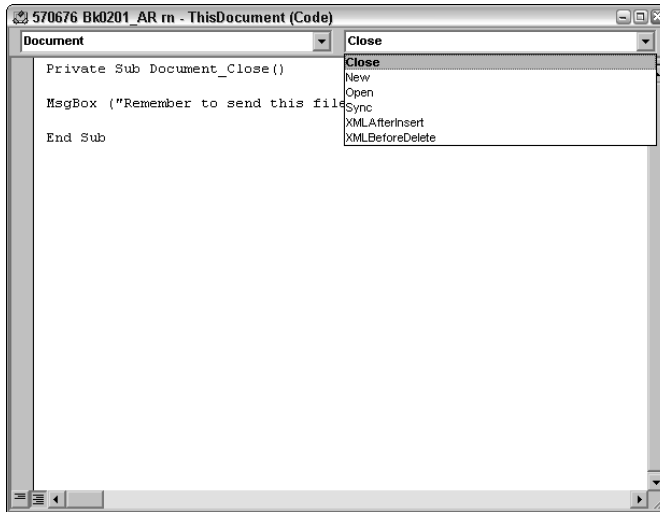 570676 Bk0201_AR rn - ThisDocument (Code)
Document
Close
Private Sub Document_Close()
MsgBox ("Remember to send this file
End Sub
Close
New
Open
Sync
XMLAfterInsert
XMLBeforeDelete